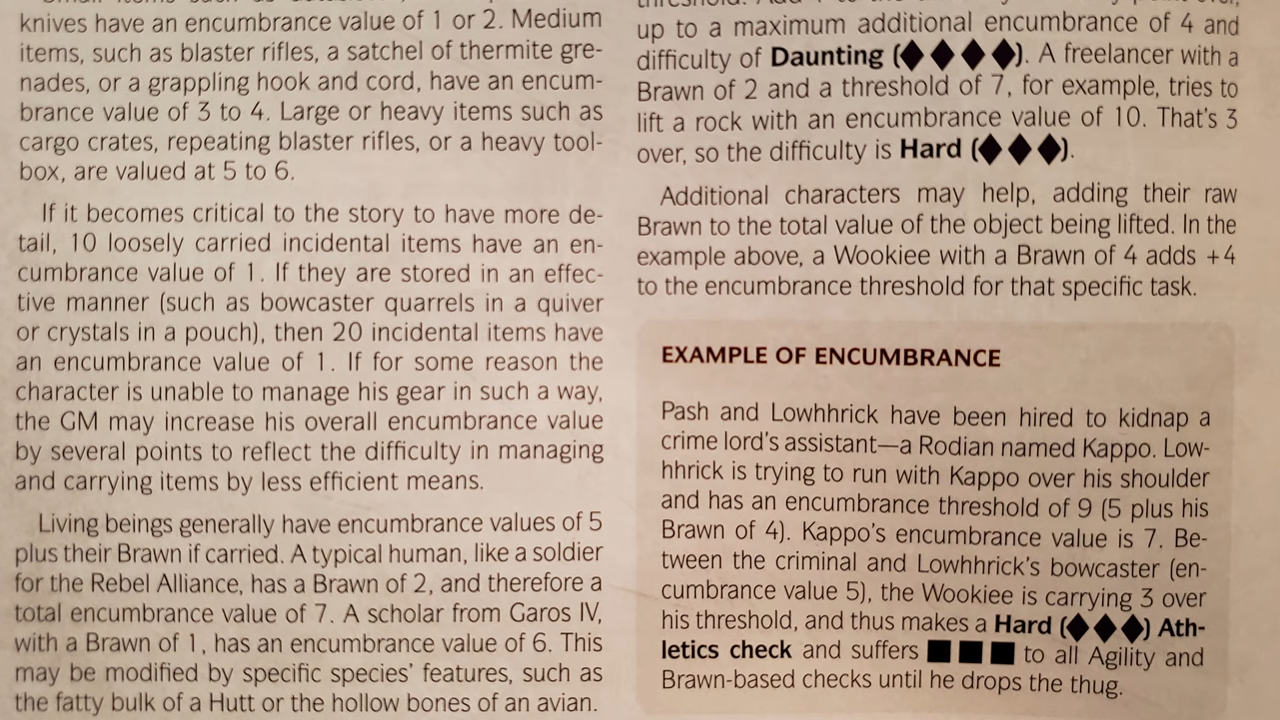 knives have an encumbrance value of 1 or 2. Medium
items, such as blaster rifles, a satchel of thermite gre-
nades, or a grappling hook and cord, have an encum-
brance value of 3 to 4. Large or heavy items such as
cargo crates, repeating blaster rifles, or a heavy tool-
box, are valued at 5 to 6.
If it becomes critical to the story to have more de-
tail, 10 loosely carried incidental items have an en-
cumbrance value of 1. If they are stored in an effec-
tive manner (such as bowcaster quarrels in a quiver
or crystals in a pouch), then 20 incidental items have
an encumbrance value of 1. If for some reason the
character is unable to manage his gear in such a way,
the GM may increase his overall encumbrance value
by several points to reflect the difficulty in managing
and carrying items by less efficient means.
Living beings generally have encumbrance values of 5
plus their Brawn if carried. A typical human, like a soldier
for the Rebel Alliance, has a Brawn of 2, and therefore a
total encumbrance value of 7. A scholar from Garos IV,
with a Brawn of 1, has an encumbrance value of 6. This
may be modified by specific species' features, such as
the fatty bulk of a Hutt or the hollow bones of an avian.
up to a maximum additional encumbrance of 4 and
difficulty of Daunting (◆ ◆ ◆ ◆). A freelancer with a
Brawn of 2 and a threshold of 7, for example, tries to
lift a rock with an encumbrance value of 10. That's 3
over, so the difficulty is Hard (◆ ◆ ◆).
Additional characters may help, adding their raw
Brawn to the total value of the object being lifted. In the
example above, a Wookiee with a Brawn of 4 adds +4
to the encumbrance threshold for that specific task.
EXAMPLE OF ENCUMBRANCE
Pash and Lowhhrick have been hired to kidnap a
crime lord's assistant—a Rodian named Kappo. Low-
hhrick is trying to run with Kappo over his shoulder
and has an encumbrance threshold of 9 (5 plus his
Brawn of 4). Kappo's encumbrance value is 7. Be-
tween the criminal and Lowhhrick's bowcaster (en-
cumbrance value 5), the Wookiee is carrying 3 over
his threshold, and thus makes a Hard (◆ ◆ ◆) Ath-
letics check and suffers ■ ■ ■ to all Agility and
Brawn-based checks until he drops the thug.